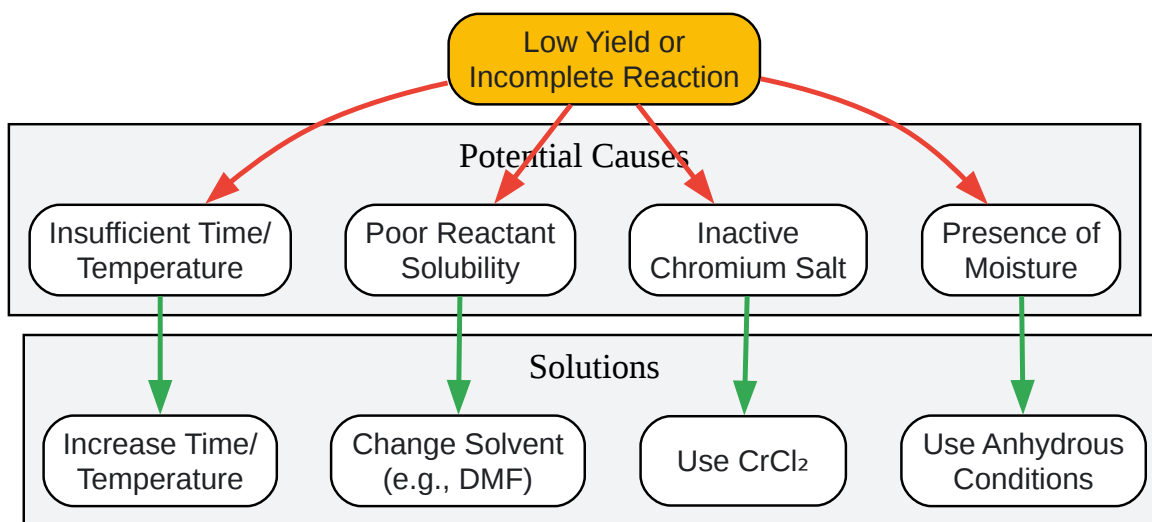 Low Yield or
Incomplete Reaction
Potential Causes
Insufficient Time/
Temperature
Poor Reactant
Solubility
Inactive
Chromium Salt
Presence of
Moisture
Solutions
Increase Time/
Temperature
Change Solvent
(e.g., DMF)
Use CrCl₂
Use Anhydrous
Conditions